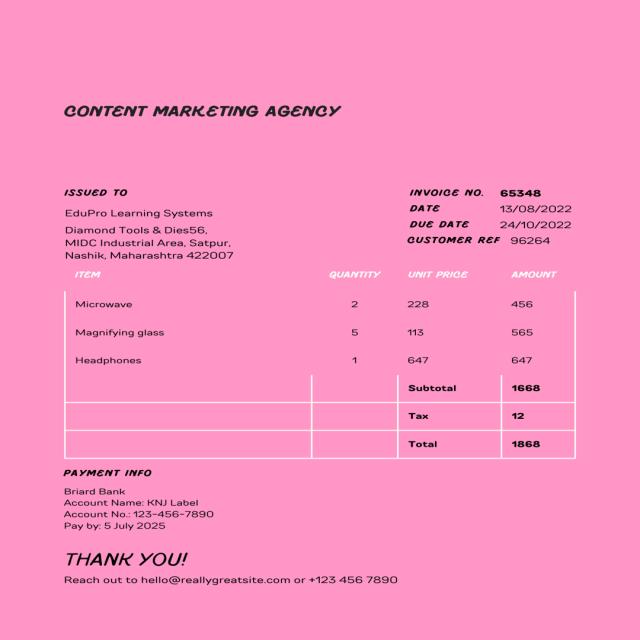 CONTENT MARKETING AGENCY
ISSUED TO
EduPro Learning Systems
Diamond Tools & Dies56,
MIDC Industrial Area, Satpur,
Nashik, Maharashtra 422007
INVOICE NO. 65348
DATE 13/08/2022
DUE DATE 24/10/2022
CUSTOMER REF 96264
ITEM QUANTITY UNIT PRICE AMOUNT
Microwave 2 228 456
Magnifying glass 5 113 565
Headphones 1 647 647
Subtotal 1668
Tax 12
Total 1868
PAYMENT INFO
Briard Bank
Account Name: KNJ Label
Account No.: 123-456-7890
Pay by: 5 July 2025
THANK YOU!
Reach out to hello@reallygreatsite.com or +123 456 7890